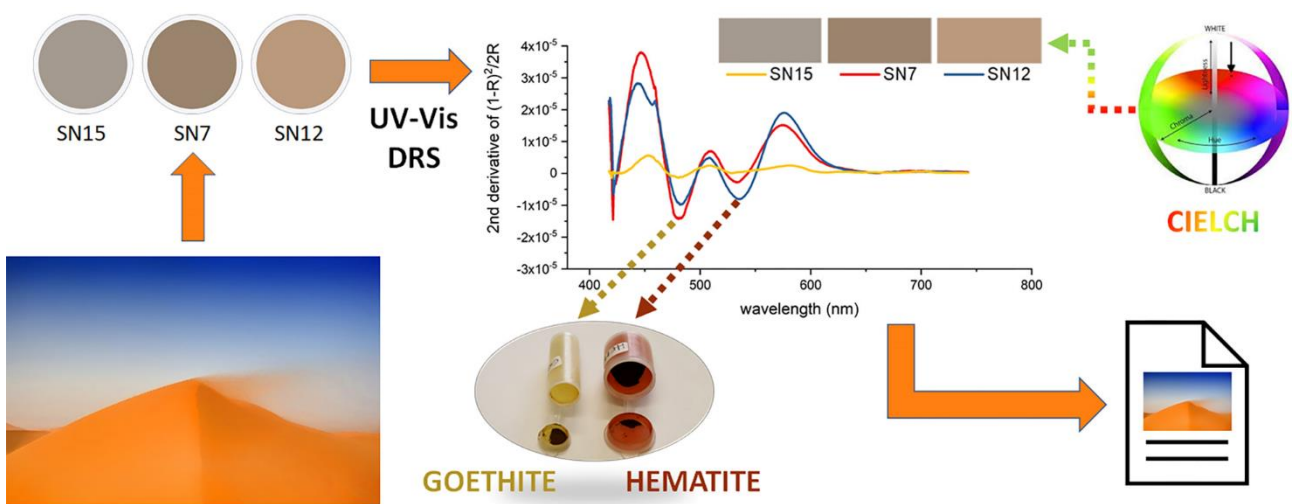 SN15
SN7
SN12
UV-Vis
DRS
2nd derivative of (1-R)²/2R
4x10⁻⁵
3x10⁻⁵
2x10⁻⁵
1x10⁻⁵
0
-1x10⁻⁵
-2x10⁻⁵
-3x10⁻⁵
400
500
600
700
800
wavelength (nm)
SN15
SN7
SN12
WHITE
Lightness
Chroma
Hue
BLACK
CIELCH
GOETHITE
HEMATITE